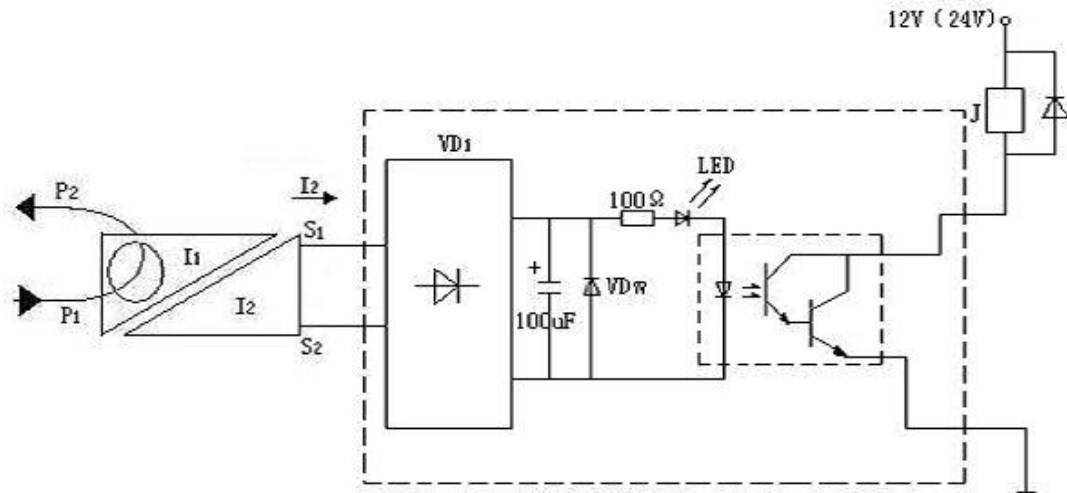 12V (24V)
J
VD1
LED
100Ω
P2
I2
S1
I1
+
VDW
100uF
P1
I2
S2